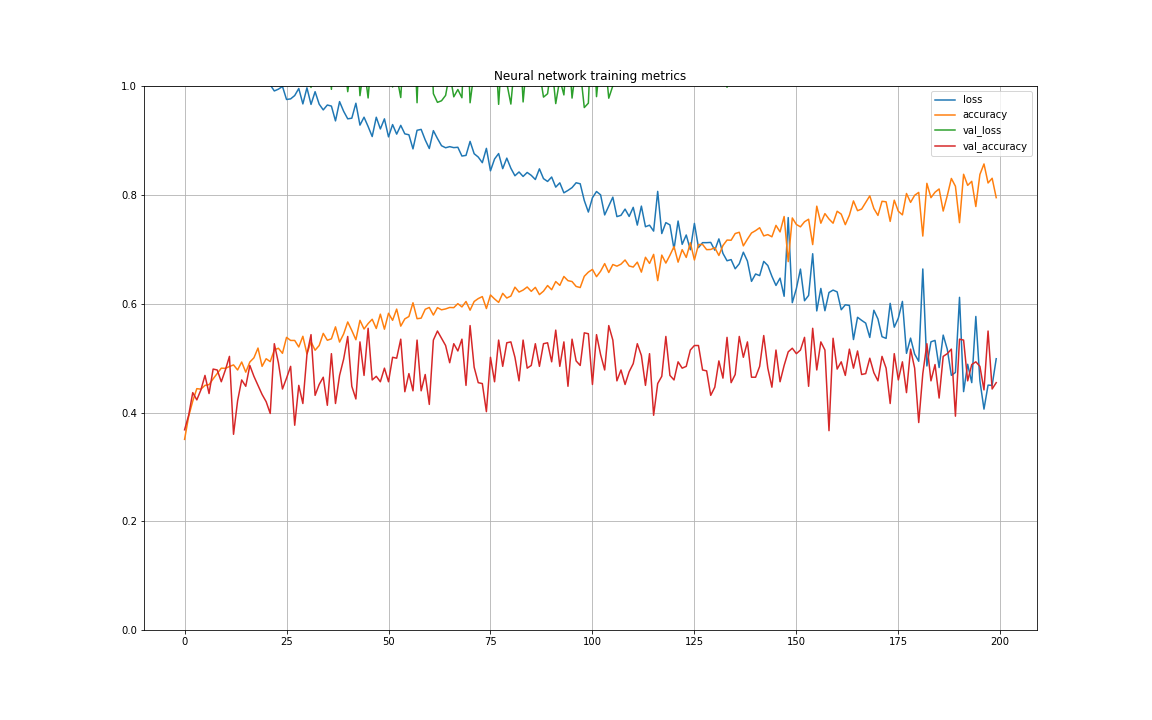 Neural network training metrics
1.0
0.8
0.6
0.4
0.2
0.0
0 25 50 75 100 125 150 175 200
loss
accuracy
val_loss
val_accuracy